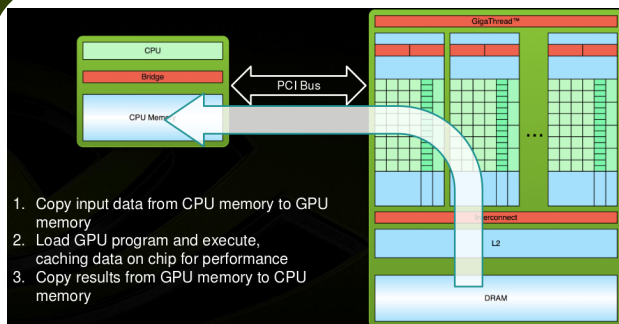 GigaThread™
CPU
Bridge
PCI Bus
CPU Memory
...
1. Copy input data from CPU memory to GPU
memory
2. Load GPU program and execute,
caching data on chip for performance
3. Copy results from GPU memory to CPU
memory
Interconnect
L2
DRAM